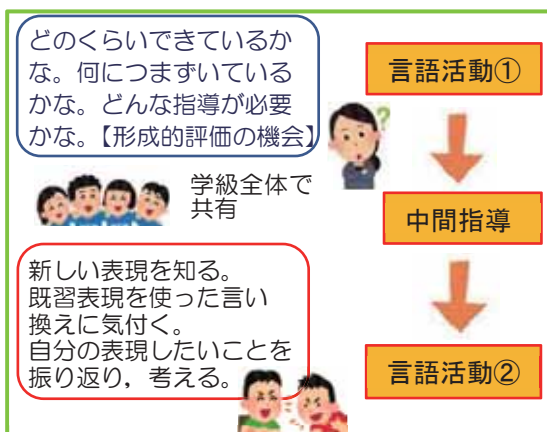 どのくらいできているか
な。何につまずいている
かな。どんな指導が必要
かな。【形成的評価の機会】
言語活動①
?
学級全体で
共有
中間指導
新しい表現を知る。
既習表現を使った言い
換えに気付く。
自分の表現したいことを
振り返り，考える。
言語活動②